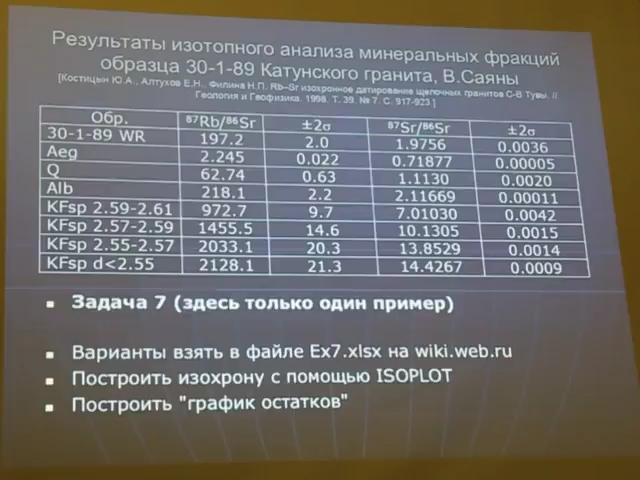 Результаты изотопного анализа минеральных фракций
образца 30-1-89 Катунского гранита, В.Саяны
[Костицын Ю.А., Алтухов Е.Н., Филина Н.П. Rb–Sr изохронное датирование щелочных гранитов С-В Тувы. //
Геология и Геофизика. 1998. Т. 39. № 7. С. 917-923.]
Обр. ⁸⁷Rb/⁸⁶Sr ±2σ ⁸⁷Sr/⁸⁶Sr ±2σ
30-1-89 WR 197.2 2.0 1.9756 0.0036
Aeg 2.245 0.022 0.71877 0.00005
Q 62.74 0.63 1.1130 0.0020
Alb 218.1 2.2 2.11669 0.00011
KFsp 2.59-2.61 972.7 9.7 7.01030 0.0042
KFsp 2.57-2.59 1455.5 14.6 10.1305 0.0015
KFsp 2.55-2.57 2033.1 20.3 13.8529 0.0014
KFsp d<2.55 2128.1 21.3 14.4267 0.0009
▪ Задача 7 (здесь только один пример)
▪ Варианты взять в файле Ex7.xlsx на wiki.web.ru
▪ Построить изохрону с помощью ISOPLOT
▪ Построить "график остатков"